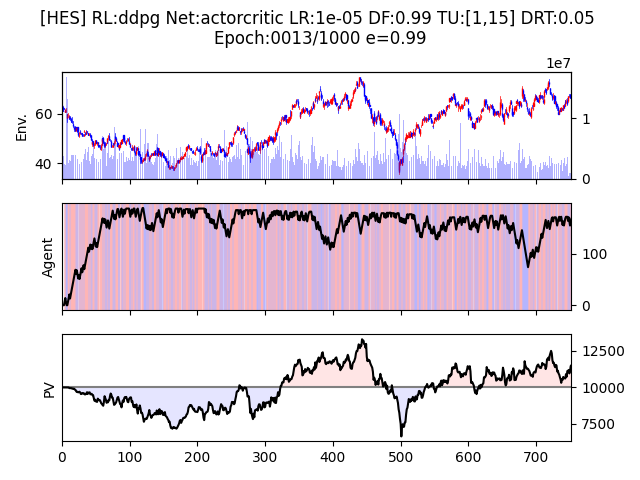 [HES] RL:ddpg Net:actorcritic LR:1e-05 DF:0.99 TU:[1,15] DRT:0.05
Epoch:0013/1000 e=0.99
1e7
Env.
60
40
1
0
Agent
100
0
PV
12500
10000
7500
0 100 200 300 400 500 600 700